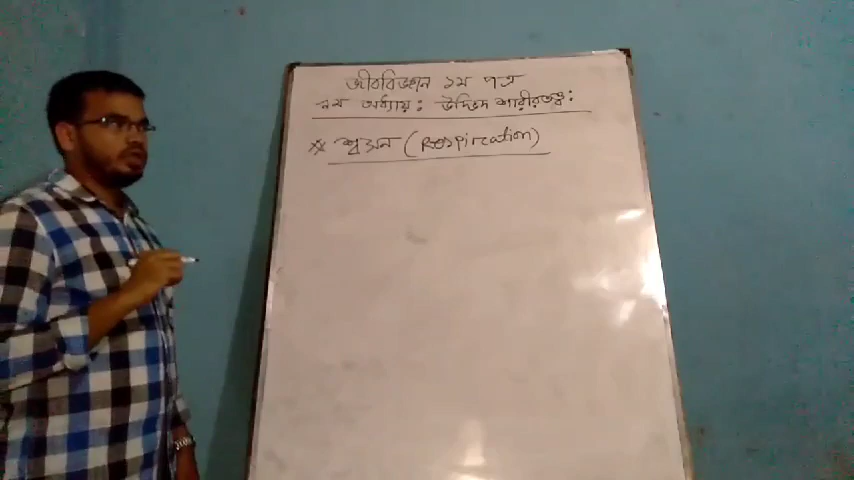 জীববিজ্ঞান ১ম পত্র
৯ম অধ্যায়: উদ্ভিদ শারীরতত্ত্ব:
* শ্বসন (Respiration)